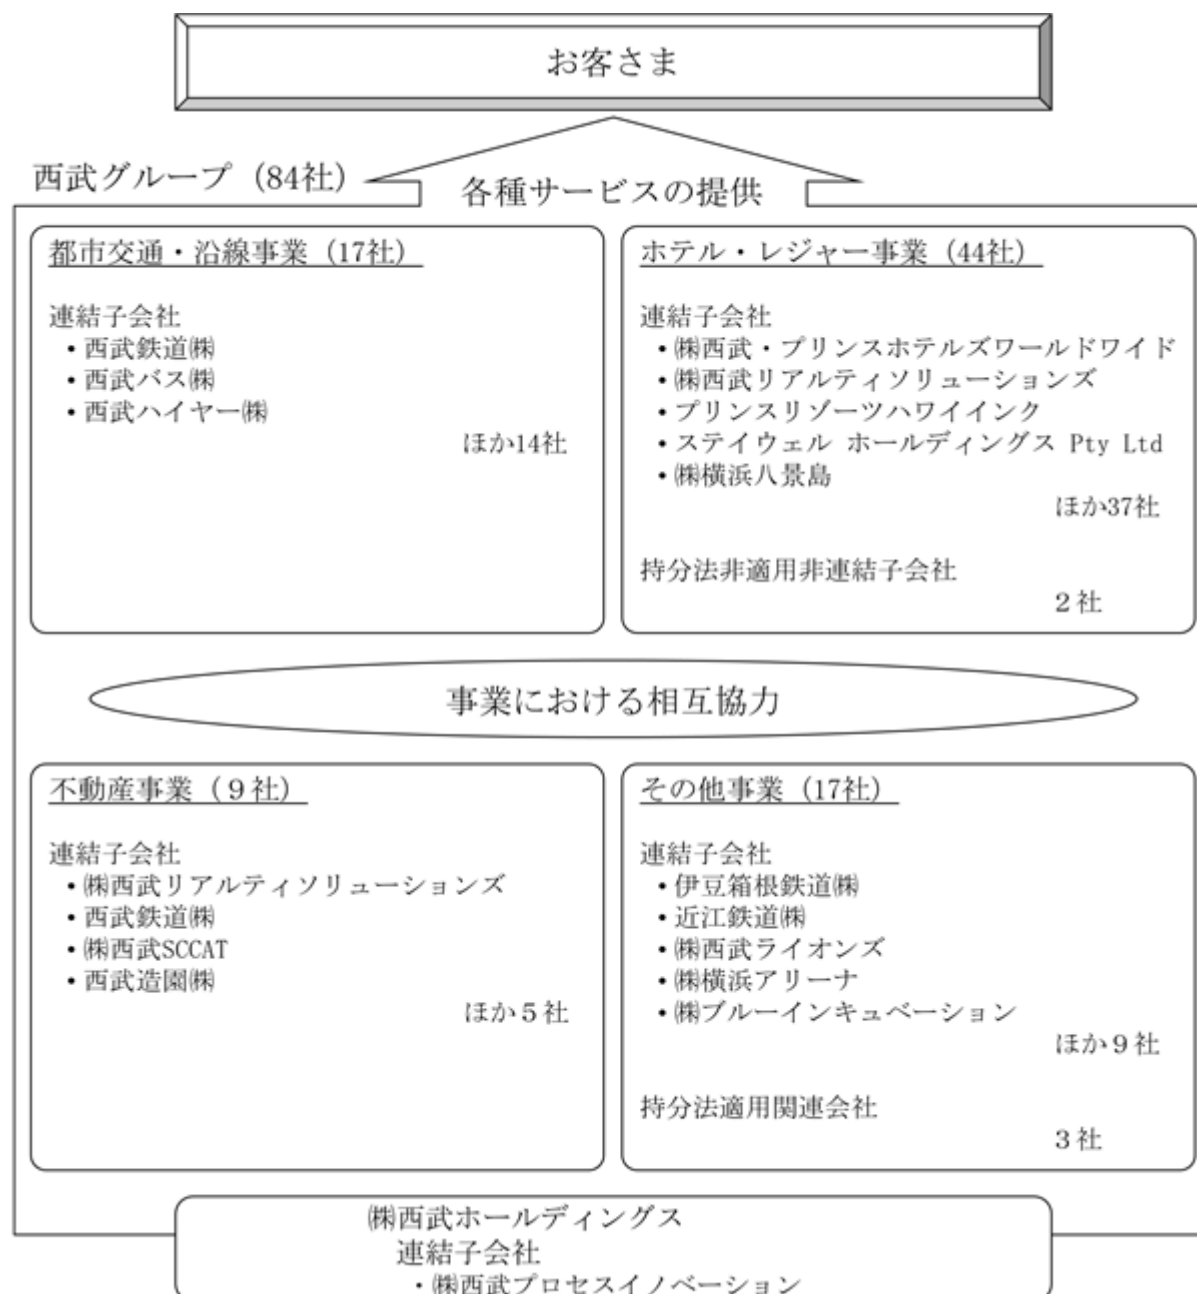 お客さま
西武グループ（84社）
各種サービスの提供
都市交通・沿線事業（17社）
連結子会社
・西武鉄道㈱
・西武バス㈱
・西武ハイヤー㈱
ほか14社
ホテル・レジャー事業（44社）
連結子会社
・㈱西武・プリンスホテルズワールドワイド
・㈱西武リアルティソリューションズ
・プリンスリゾーツハワイインク
・ステイウェル ホールディングス Pty Ltd
・㈱横浜八景島
ほか37社
持分法非適用非連結子会社
２社
事業における相互協力
不動産事業（９社）
連結子会社
・㈱西武リアルティソリューションズ
・西武鉄道㈱
・㈱西武SCCAT
・西武造園㈱
ほか５社
その他事業（17社）
連結子会社
・伊豆箱根鉄道㈱
・近江鉄道㈱
・㈱西武ライオンズ
・㈱横浜アリーナ
・㈱ブルーインキュベーション
ほか９社
持分法適用関連会社
３社
㈱西武ホールディングス
連結子会社
・㈱西武プロセスイノベーション